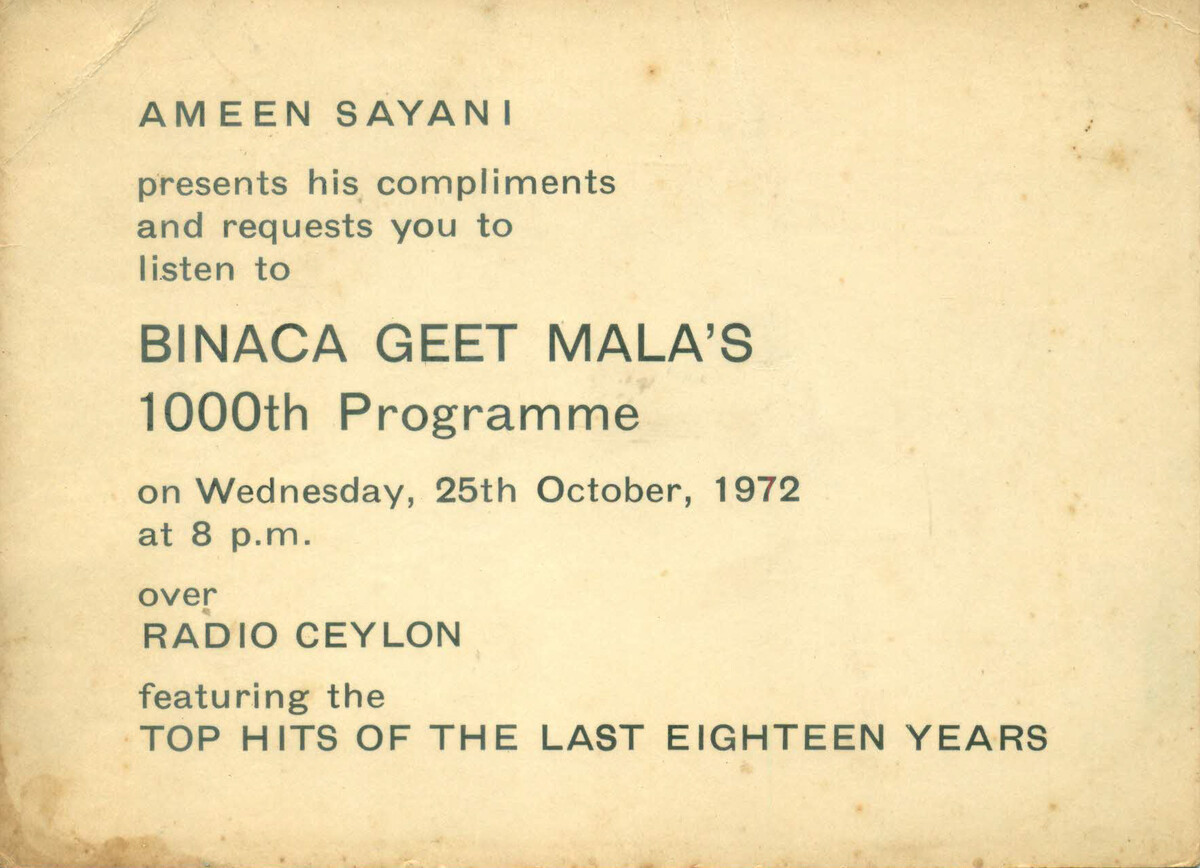 AMEEN SAYANI
presents his compliments
and requests you to
listen to
BINACA GEET MALA'S
1000th Programme
on Wednesday, 25th October, 1972
at 8 p.m.
over
RADIO CEYLON
featuring the
TOP HITS OF THE LAST EIGHTEEN YEARS